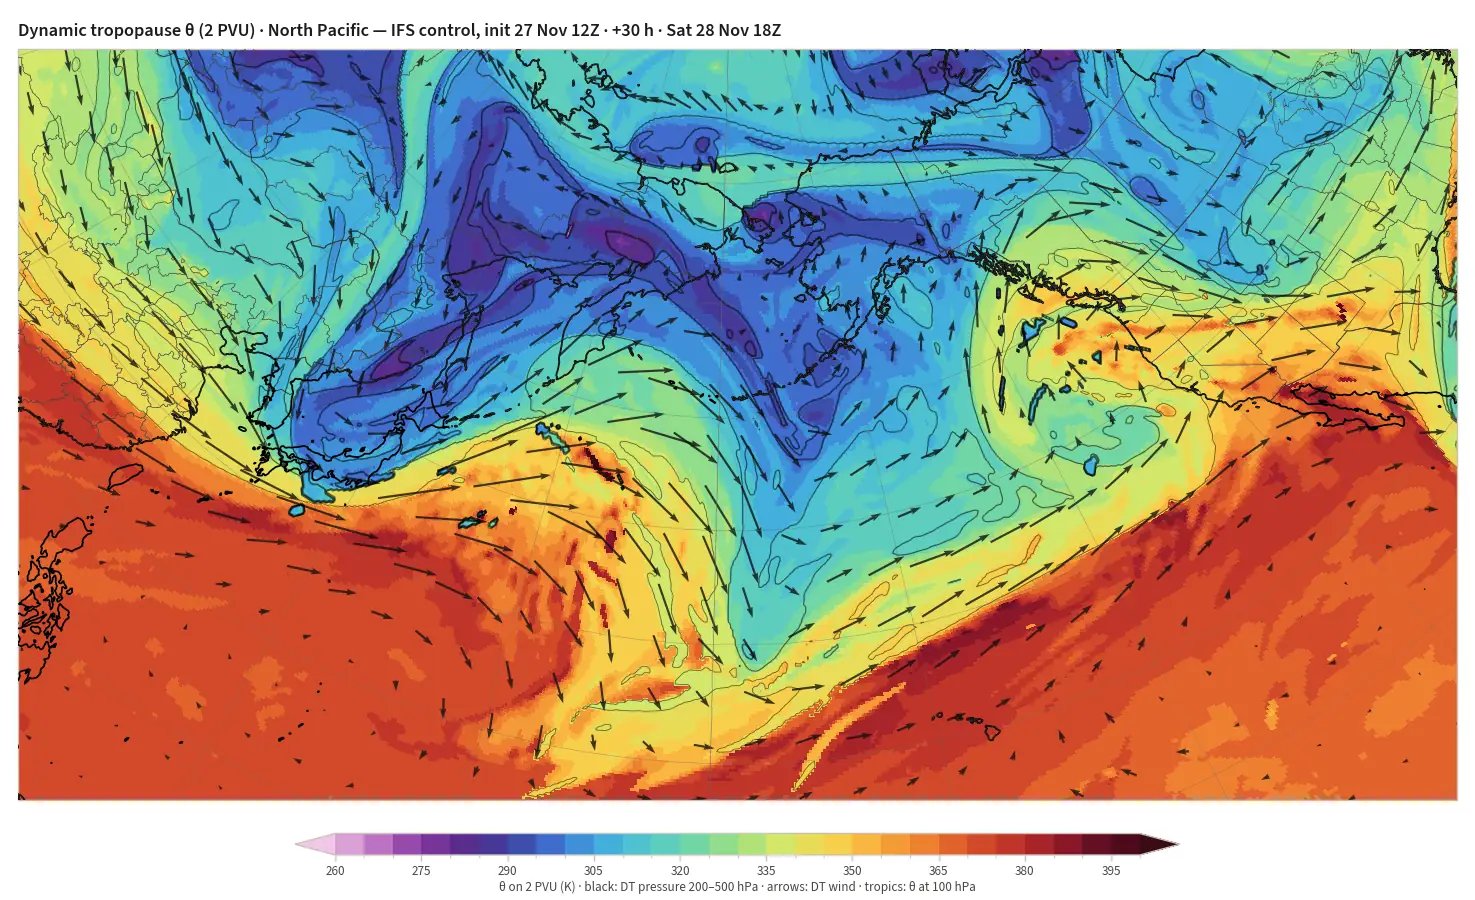 Dynamic tropopause θ (2 PVU) · North Pacific — IFS control, init 27 Nov 12Z · +30 h · Sat 28 Nov 18Z
260 275 290 305 320 335 350 365 380 395
θ on 2 PVU (K) · black: DT pressure 200–500 hPa · arrows: DT wind · tropics: θ at 100 hPa